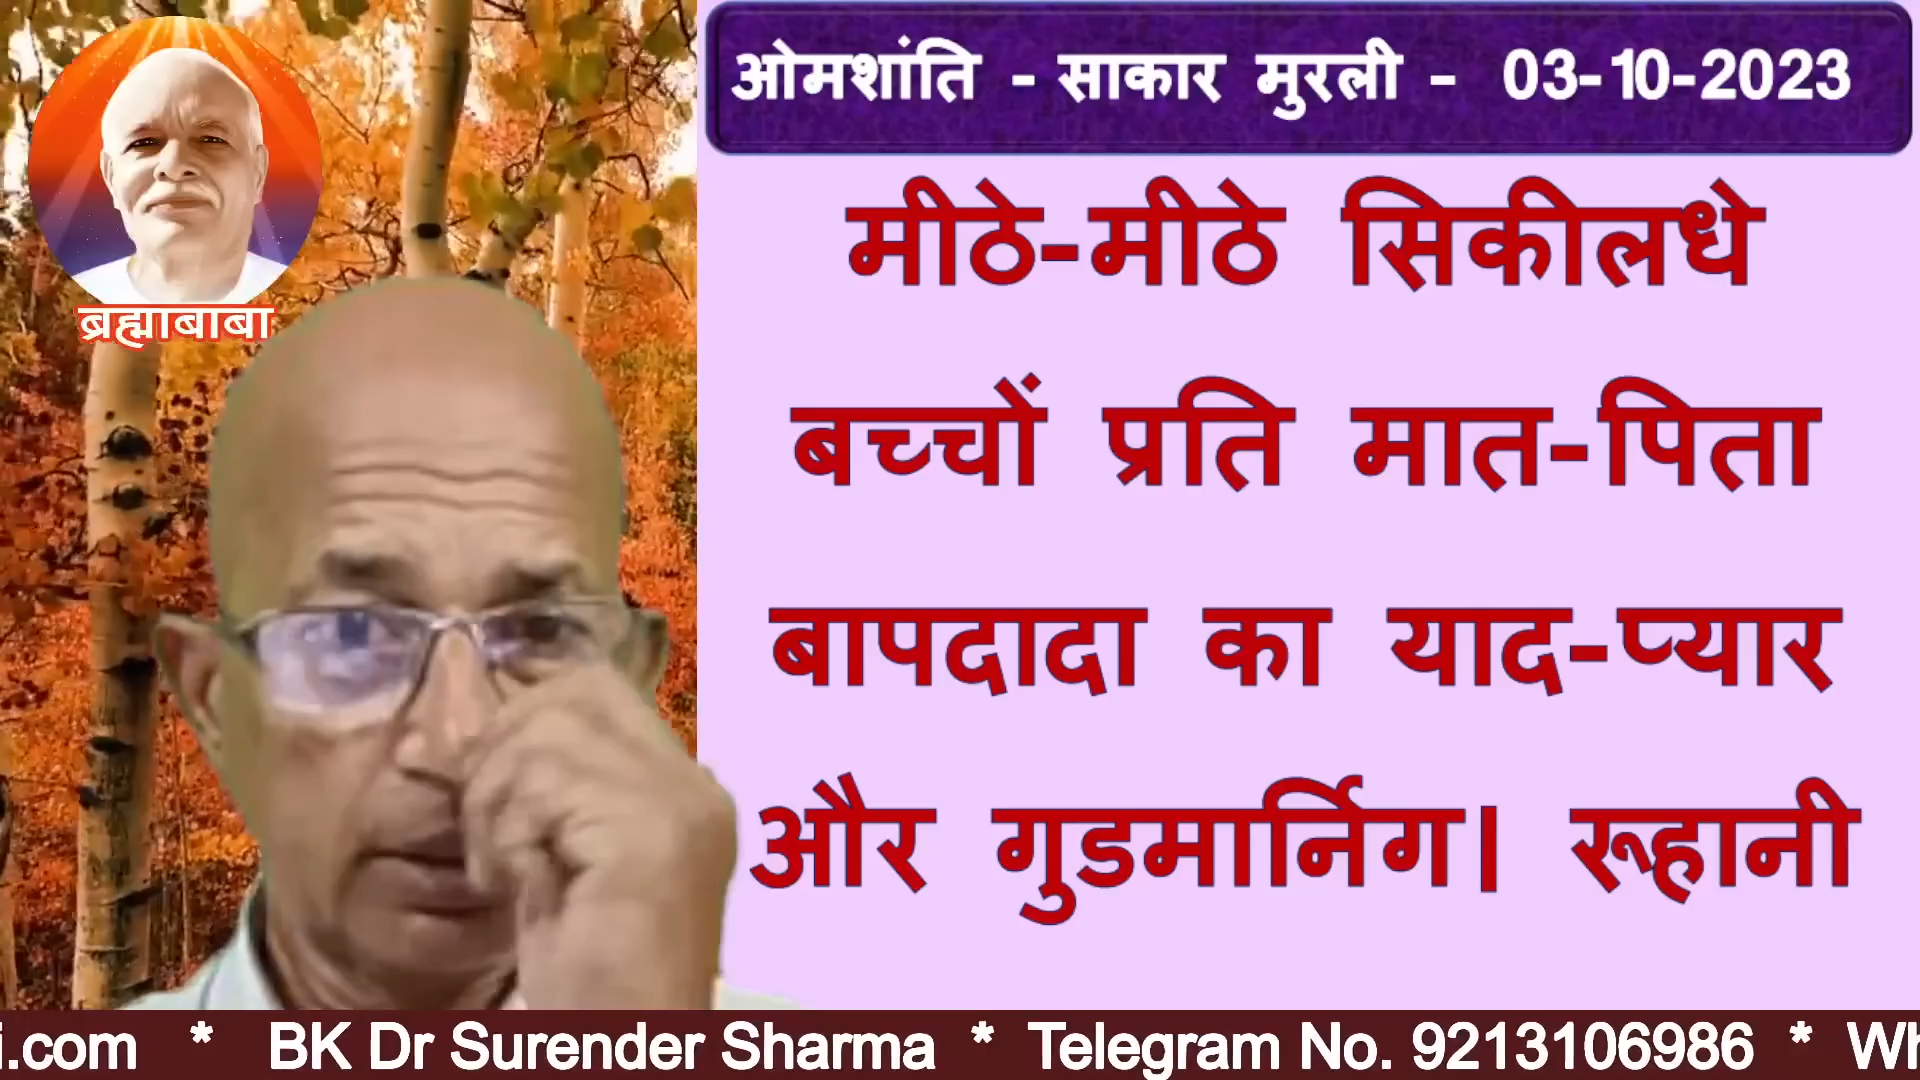 ओमशांति - साकार मुरली - 03-10-2023
ब्रह्माबाबा
मीठे-मीठे सिकीलधे
बच्चों प्रति मात-पिता
बापदादा का याद-प्यार
और गुडमार्निंग। रूहानी
i.com * BK Dr Surender Sharma * Telegram No. 9213106986 * Wh